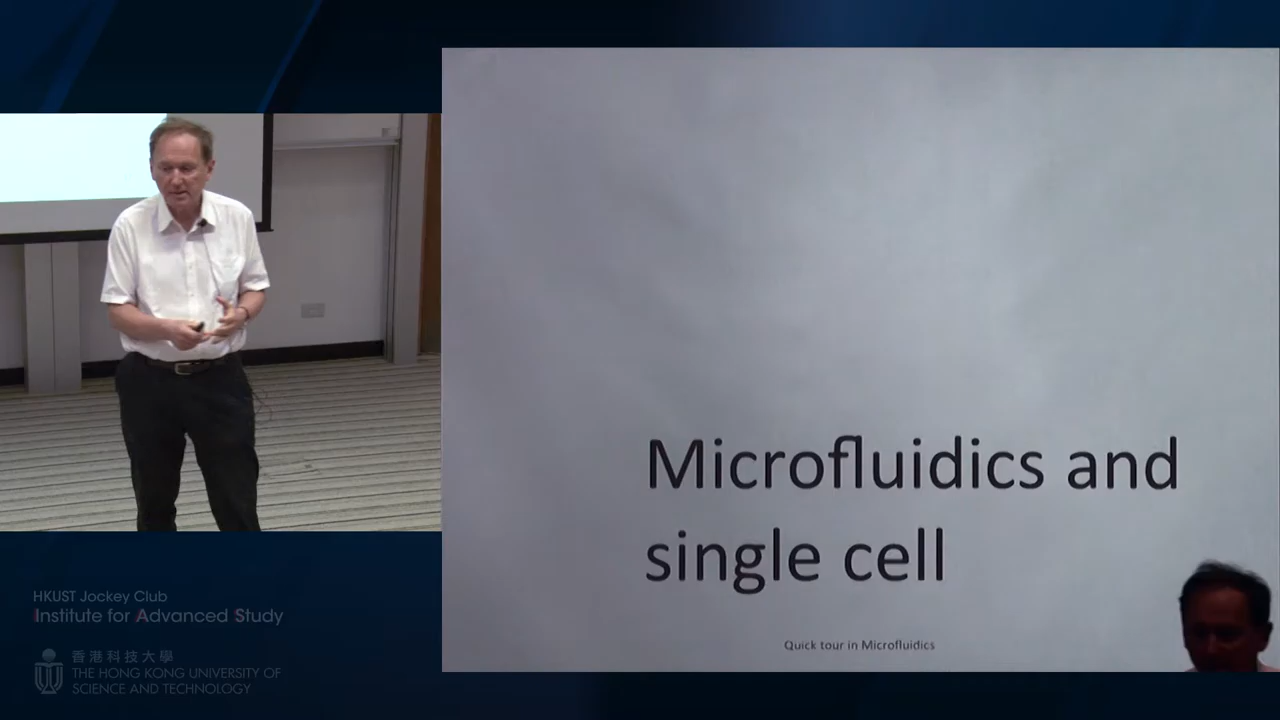 Microfluidics and
single cell
Quick tour in Microfluidics
HKUST Jockey Club
Institute for Advanced Study
香港科技大學
THE HONG KONG UNIVERSITY OF
SCIENCE AND TECHNOLOGY